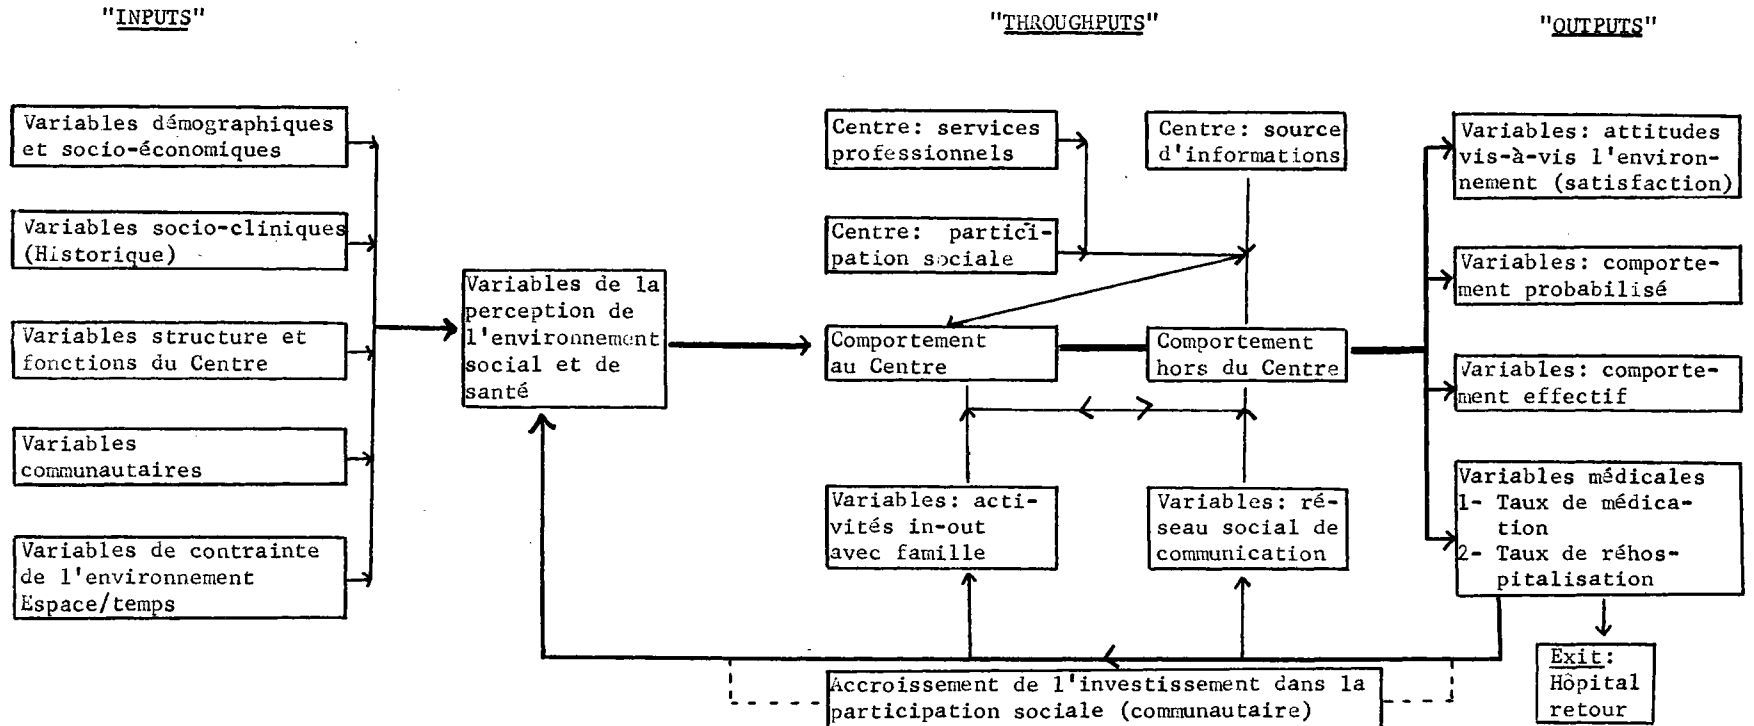 "INPUTS"
"THROUGHPUTS"
"OUTPUTS"
Variables démographiques
et socio-économiques
Variables socio-cliniques
(Historique)
Variables structure et
fonctions du Centre
Variables
communautaires
Variables de contrainte
de l'environnement
Espace/temps
Variables de la
perception de
l'environnement
social et de
santé
Centre: services
professionnels
Centre: source
d'informations
Centre: partici-
pation sociale
Comportement
au Centre
Comportement
hors du Centre
Variables: acti-
vités in-out
avec famille
Variables: ré-
seau social de
communication
Variables: attitudes
vis-à-vis l'environ-
nement (satisfaction)
Variables: comporte-
ment probabilisé
Variables: comporte-
ment effectif
Variables médicales
1- Taux de médica-
tion
2- Taux de réhos-
pitalisation
Exit:
Hôpital
retour
Accroissement de l'investissement dans la
participation sociale (communautaire)